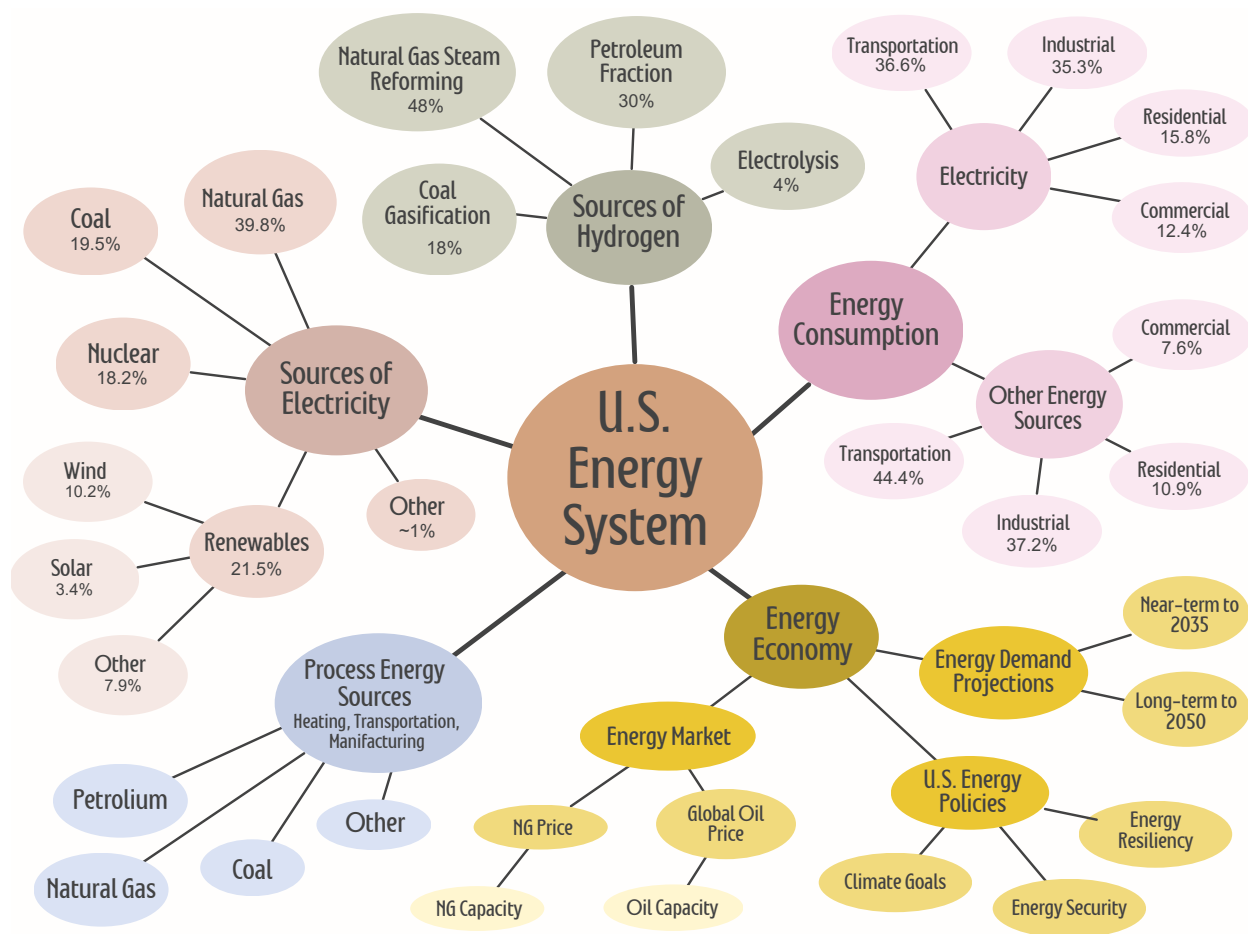 U.S.
Energy
System
Sources of
Hydrogen
Natural Gas Steam
Reforming
48%
Petroleum
Fraction
30%
Electrolysis
4%
Coal
Gasification
18%
Sources of
Electricity
Coal
19.5%
Natural Gas
39.8%
Nuclear
18.2%
Renewables
21.5%
Wind
10.2%
Solar
3.4%
Other
7.9%
Other
~1%
Energy
Consumption
Electricity
Transportation
36.6%
Industrial
35.3%
Residential
15.8%
Commercial
12.4%
Other Energy
Sources
Commercial
7.6%
Residential
10.9%
Industrial
37.2%
Transportation
44.4%
Process Energy
Sources
Heating, Transportation,
Manifacturing
Petrolium
Natural Gas
Coal
Other
Energy
Economy
Energy Demand
Projections
Near-term to
2035
Long-term to
2050
Energy Market
NG Price
NG Capacity
Global Oil
Price
Oil Capacity
U.S. Energy
Policies
Energy
Resiliency
Climate Goals
Energy Security